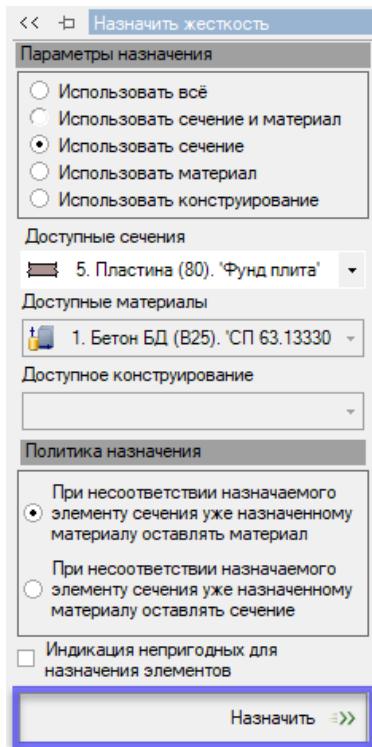 << Назначить жесткость
Параметры назначения
Использовать всё
Использовать сечение и материал
Использовать сечение
Использовать материал
Использовать конструирование
Доступные сечения
5. Пластина (80). 'Фунд плита'
Доступные материалы
1. Бетон БД (B25). 'СП 63.13330
Доступное конструирование
Политика назначения
При несоответствии назначаемого
элементу сечения уже назначенному
материалу оставлять материал
При несоответствии назначаемого
элементу сечения уже назначенному
материалу оставлять сечение
Индикация непригодных для
назначения элементов
Назначить